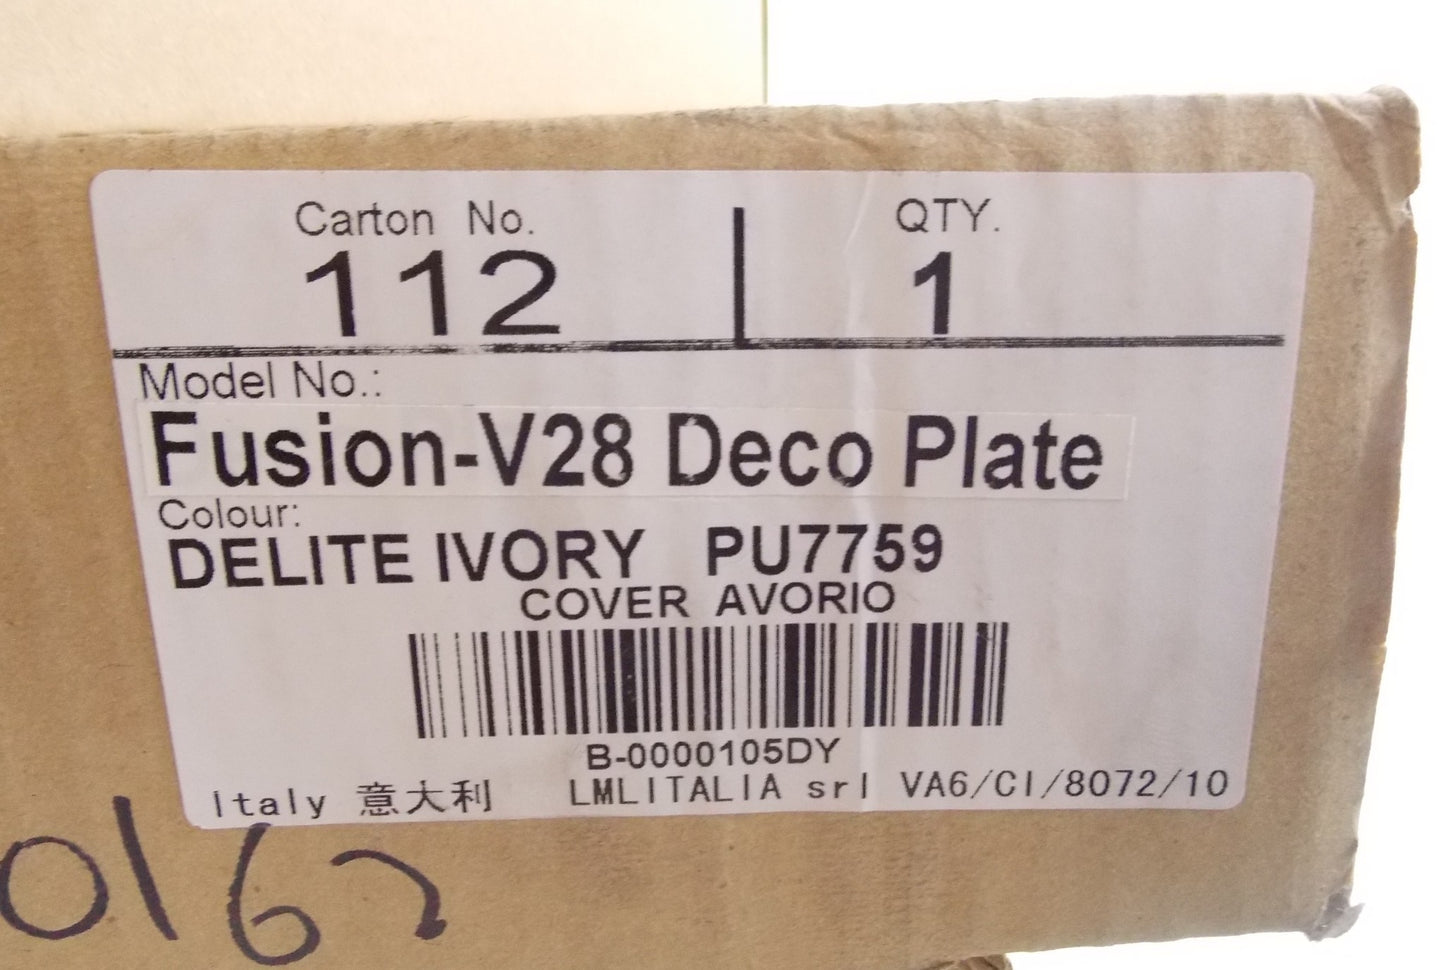 Carton No.
QTY.
112
1
Model No.:
Fusion-V28 Deco Plate
Colour:
DELITE IVORY PU7759
COVER AVORIO
B-0000105DY
Italy 意大利 LMLITALIA srl VA6/CI/8072/10